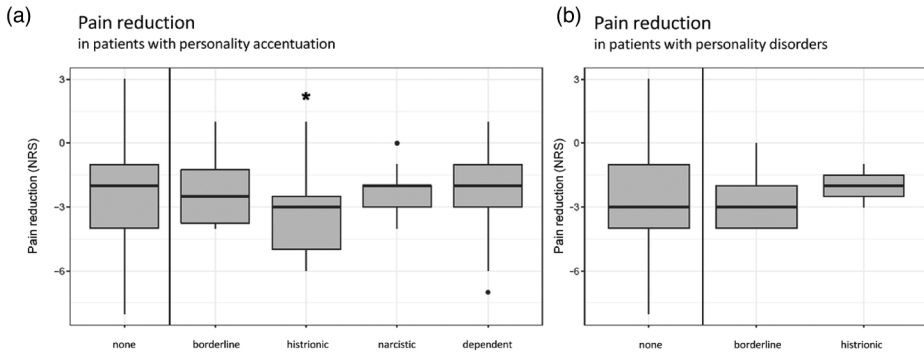 (a)
Pain reduction
in patients with personality accentuation
Pain reduction (NRS)
3
0
-3
-6
*
none borderline histrionic narcistic dependent
(b)
Pain reduction
in patients with personality disorders
Pain reduction (NRS)
3
0
-3
-6
none borderline histrionic